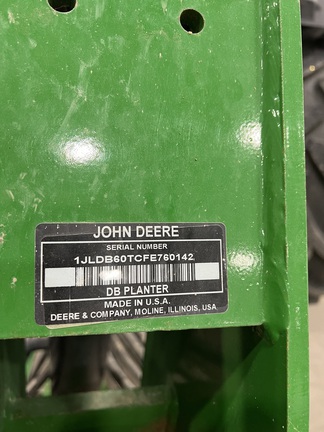 JOHN DEERE
SERIAL NUMBER
1JLDB60TCFE760142
DB PLANTER
MADE IN U.S.A.
DEERE & COMPANY, MOLINE, ILLINOIS, USA